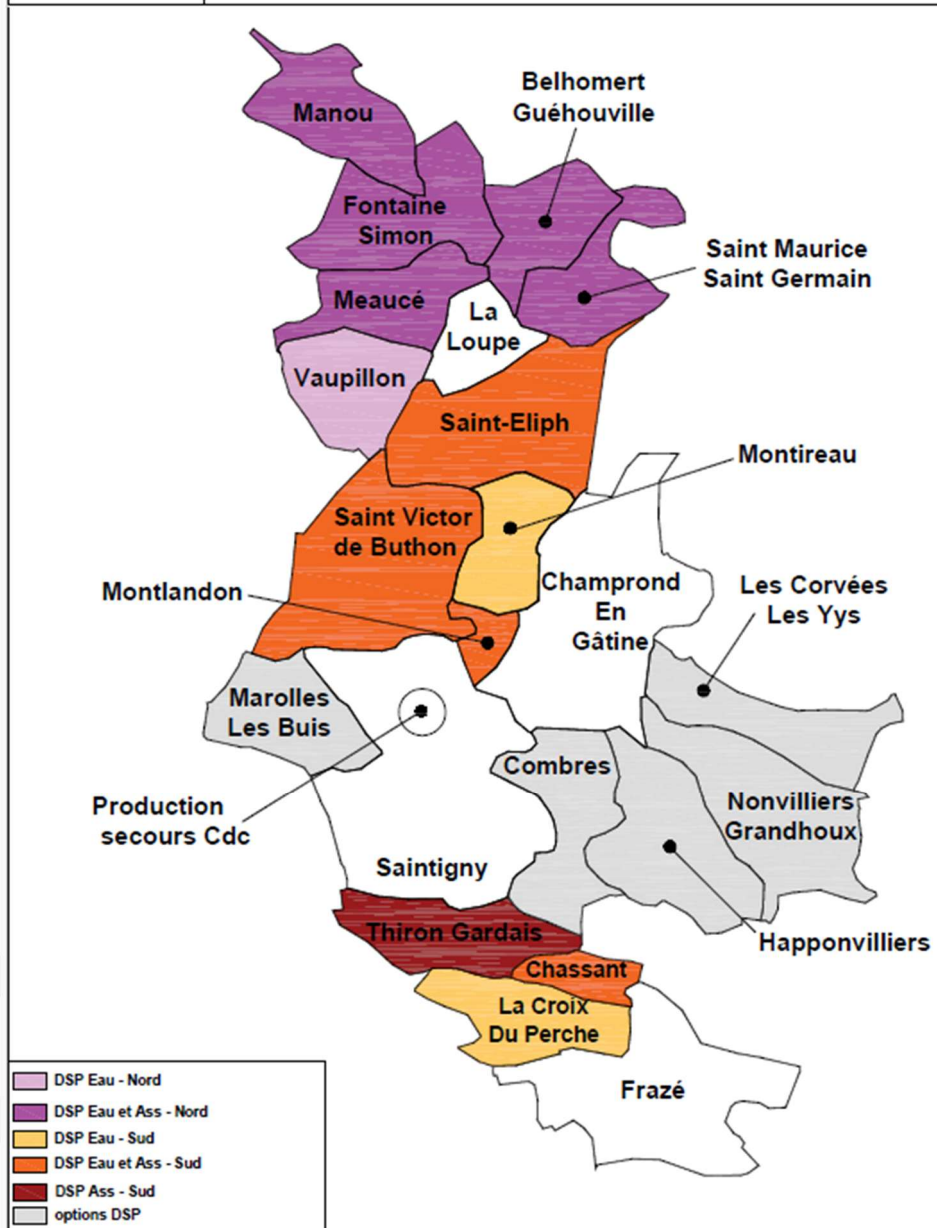 Belhomert
Guéhouville
Manou
Fontaine
Simon
Saint Maurice
Saint Germain
Meaucé
La
Loupe
Vaupillon
Saint-Eliph
Montireau
Saint Victor
de Buthon
Champrond
En
Gâtine
Les Corvées
Les Yys
Montlandon
Marolles
Les Buis
Combres
Nonvilliers
Grandhoux
Production
secours Cdc
Saintigny
Thiron Gardais
Happonvilliers
Chassant
La Croix
Du Perche
Frazé
DSP Eau - Nord
DSP Eau et Ass - Nord
DSP Eau - Sud
DSP Eau et Ass - Sud
DSP Ass - Sud
options DSP